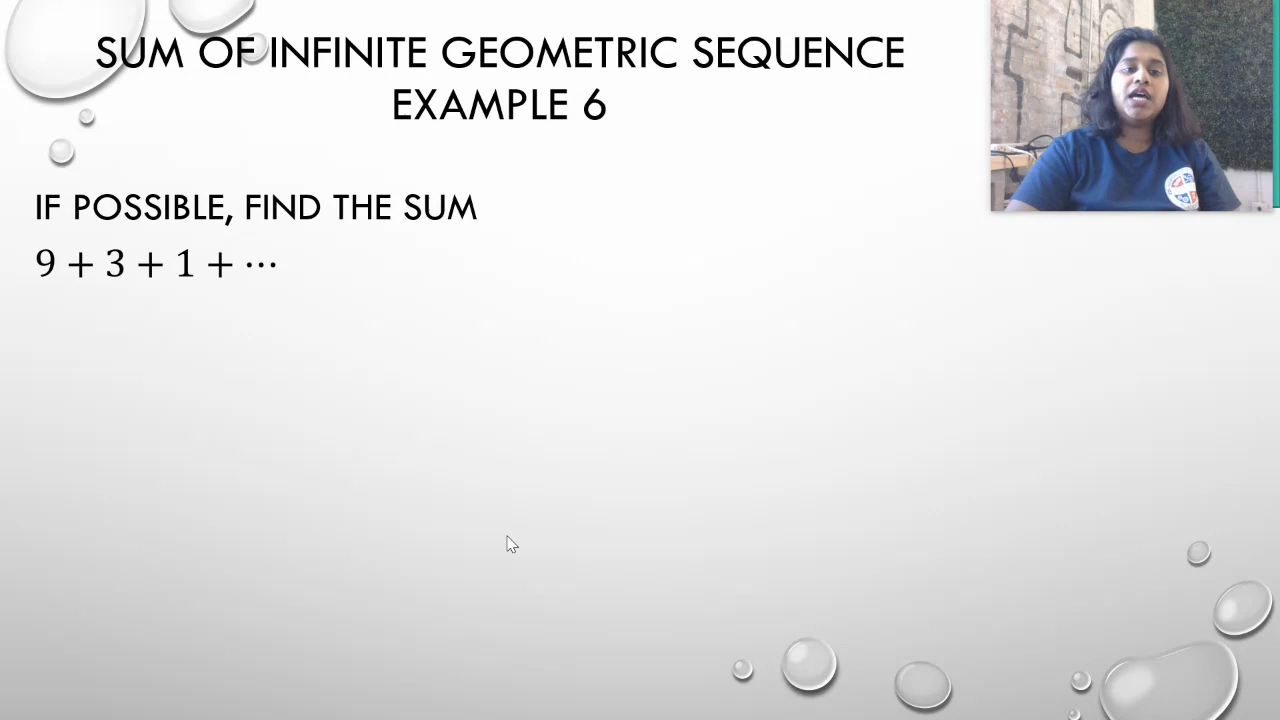 SUM OF INFINITE GEOMETRIC SEQUENCE
EXAMPLE 6
IF POSSIBLE, FIND THE SUM
9 + 3 + 1 + ⋯